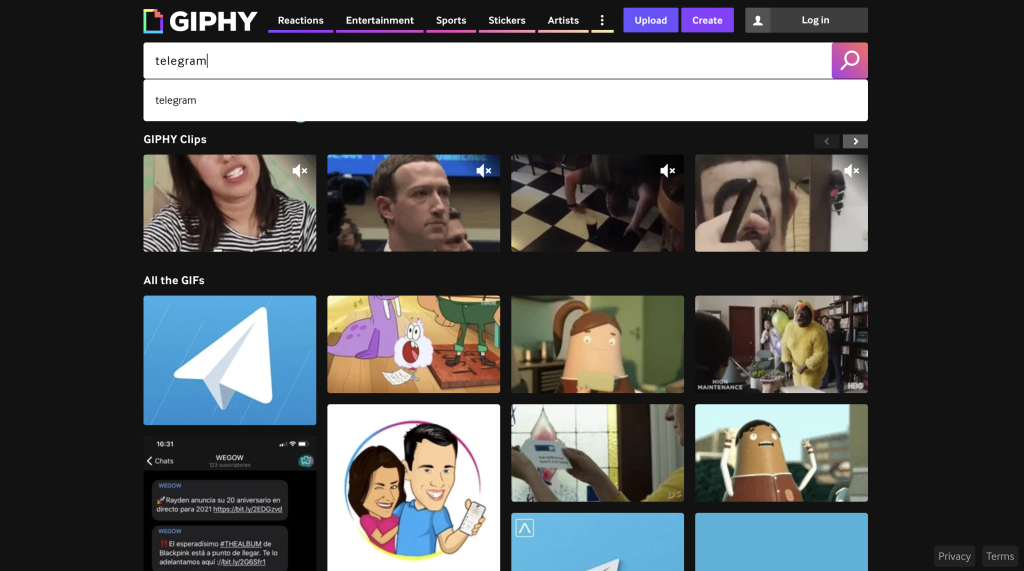 GIPHY
Reactions
Entertainment
Sports
Stickers
Artists
Upload
Create
Log in
telegram
telegram
GIPHY Clips
All the GIFs
HIGH
MAINTENANCE
HBO
16:31
Chats
WEGOW
123 suscriptores
WEGOW
🚀Rayden anuncia su 20 aniversario en
directo para 2021 https://bit.ly/2EDGzvd
WEGOW
‼️El esperadísimo #THEALBUM de
Blackpink está a punto de llegar. Te lo
adelantamos aquí ://bit.ly/2G6Sfr1
Privacy
Terms